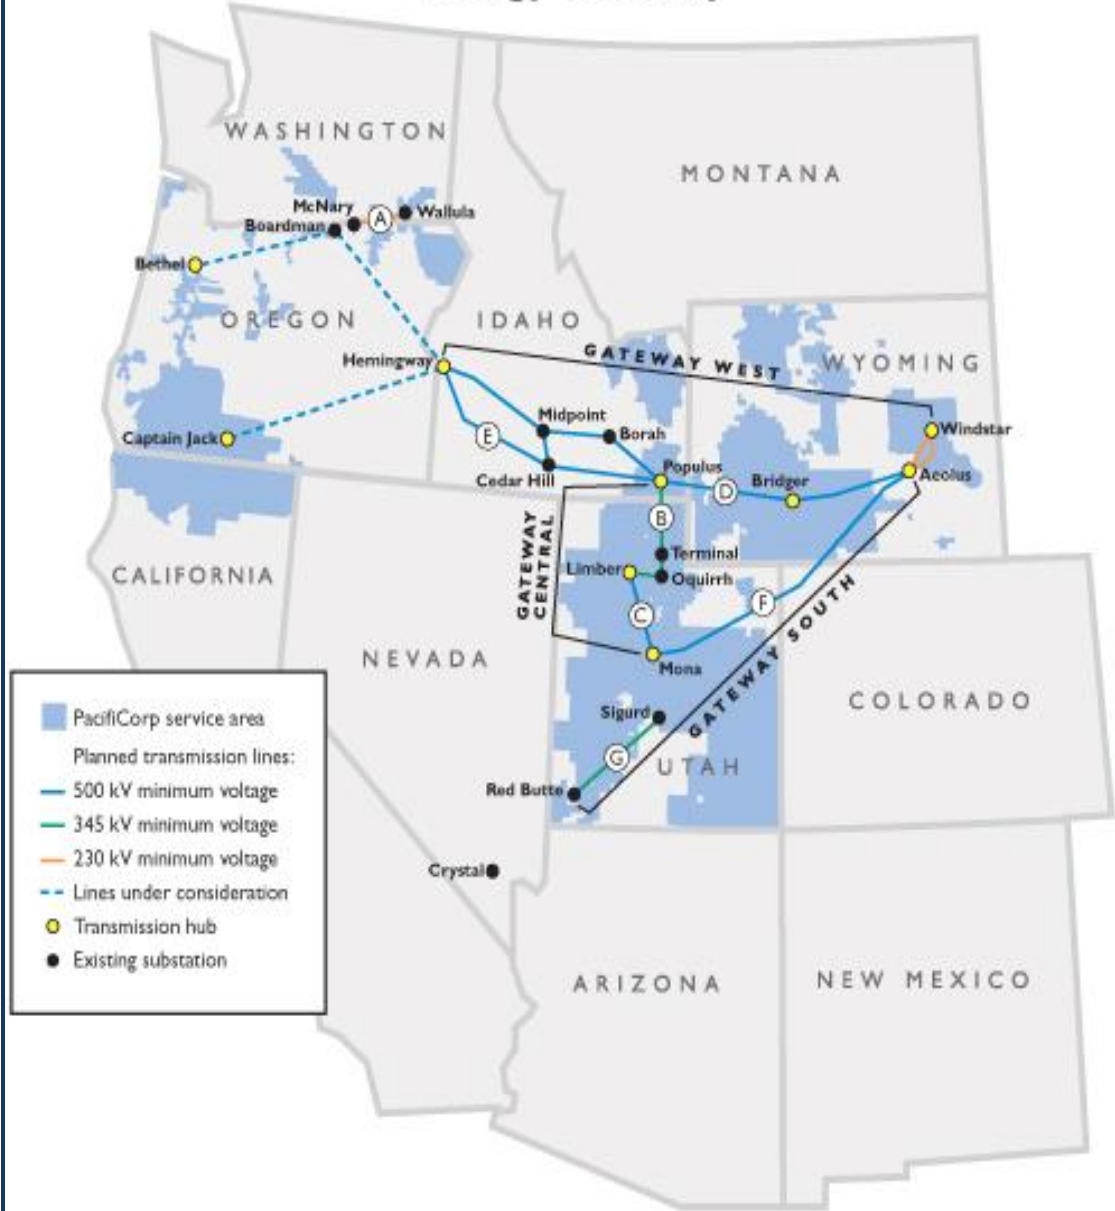 WASHINGTON
MONTANA
McNary
A
Wallula
Boardman
Bethel
OREGON
IDAHO
Hemingway
GATEWAY WEST
WYOMING
Captain Jack
E
Midpoint
Borah
Windstar
Cedar Hill
Populus
D
Bridger
Aeolus
B
GATEWAY
CENTRAL
Terminal
Limber
Oquirrh
CALIFORNIA
C
F
GATEWAY SOUTH
NEVADA
Mona
COLORADO
Sigurd
G
UTAH
Red Butte
Crystal
ARIZONA
NEW MEXICO
PacifiCorp service area
Planned transmission lines:
500 kV minimum voltage
345 kV minimum voltage
230 kV minimum voltage
Lines under consideration
Transmission hub
Existing substation